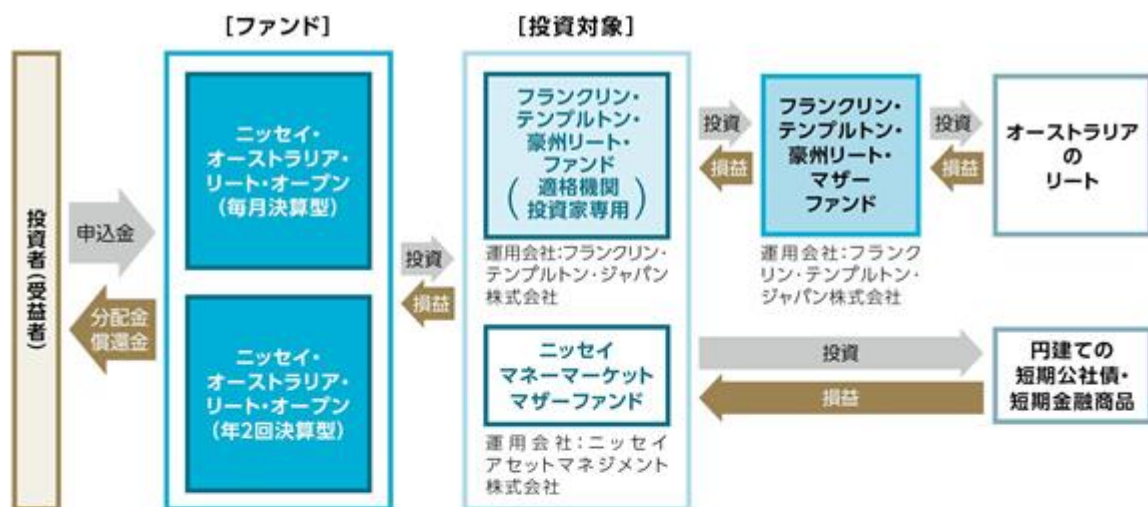 [ファンド]
[投資対象]
投資者(受益者)
申込金
分配金
償還金
ニッセイ・
オーストラリア・
リート・オープン
(毎月決算型)
ニッセイ・
オーストラリア・
リート・オープン
(年2回決算型)
投資
損益
フランクリン・
テンプルトン・
豪州リート・
ファンド
(適格機関
投資家専用)
運用会社:フランクリン・
テンプルトン・ジャパン
株式会社
ニッセイ
マネーマーケット
マザーファンド
運用会社:ニッセイ
アセットマネジメント
株式会社
投資
損益
フランクリン・
テンプルトン・
豪州リート・
マザー
ファンド
運用会社:フランク
リン・テンプルトン・
ジャパン株式会社
投資
損益
オーストラリア
の
リート
投資
損益
円建ての
短期公社債・
短期金融商品